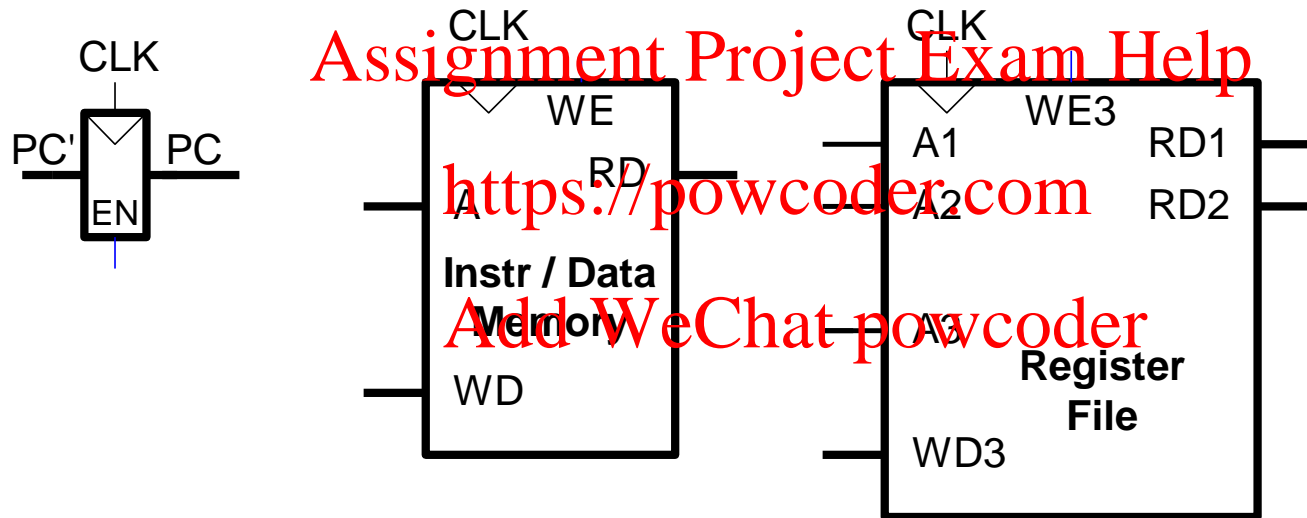 CLK
PC' PC
EN
CLK
WE
RD
A
Instr / Data
Memory
WD
CLK
WE3
A1 RD1
A2 RD2
A3
Register
File
WD3
Assignment Project Exam Help
https://powcoder.com
Add WeChat powcoder